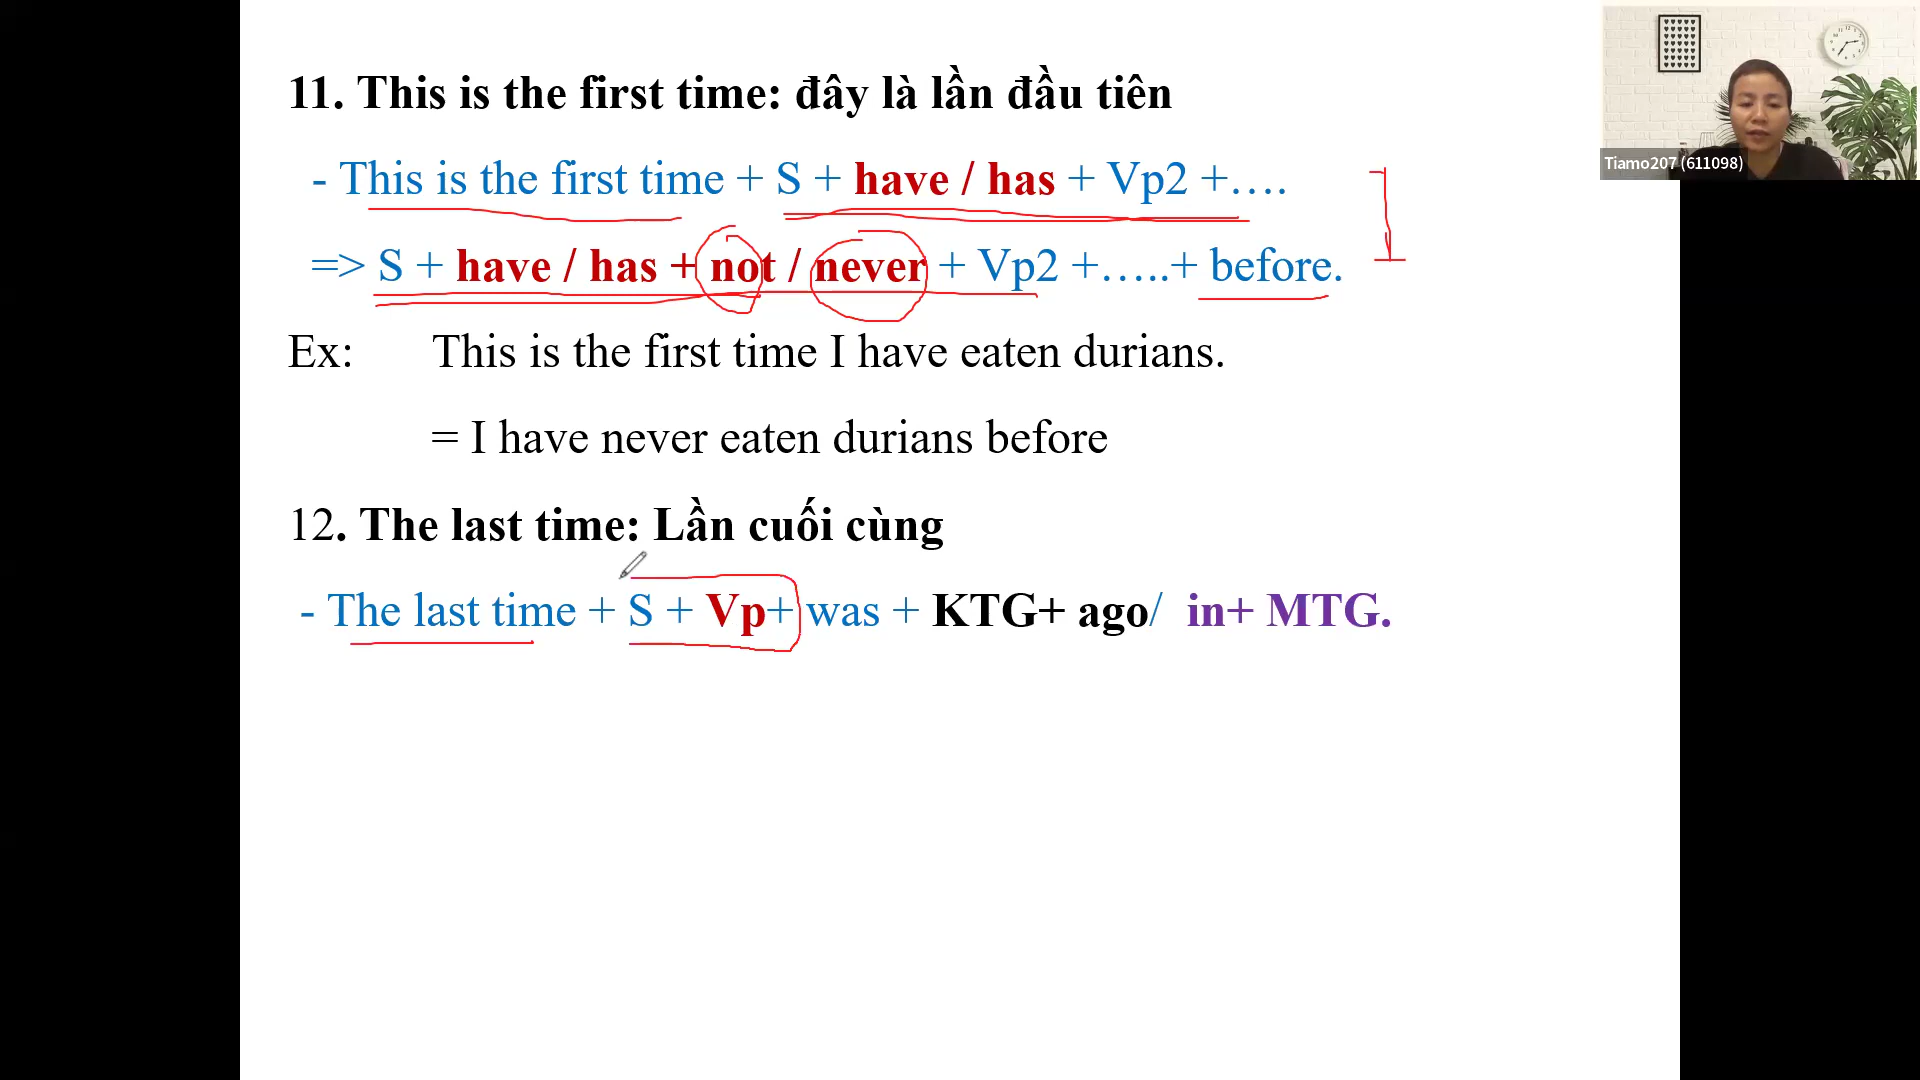 11. This is the first time: đây là lần đầu tiên
- This is the first time + S + have / has + Vp2 +….
=> S + have / has + not / never + Vp2 +…..+ before.
Ex: This is the first time I have eaten durians.
= I have never eaten durians before
12. The last time: Lần cuối cùng
- The last time + S + Vp+ was + KTG+ ago/ in+ MTG.
Tiamo207 (611098)